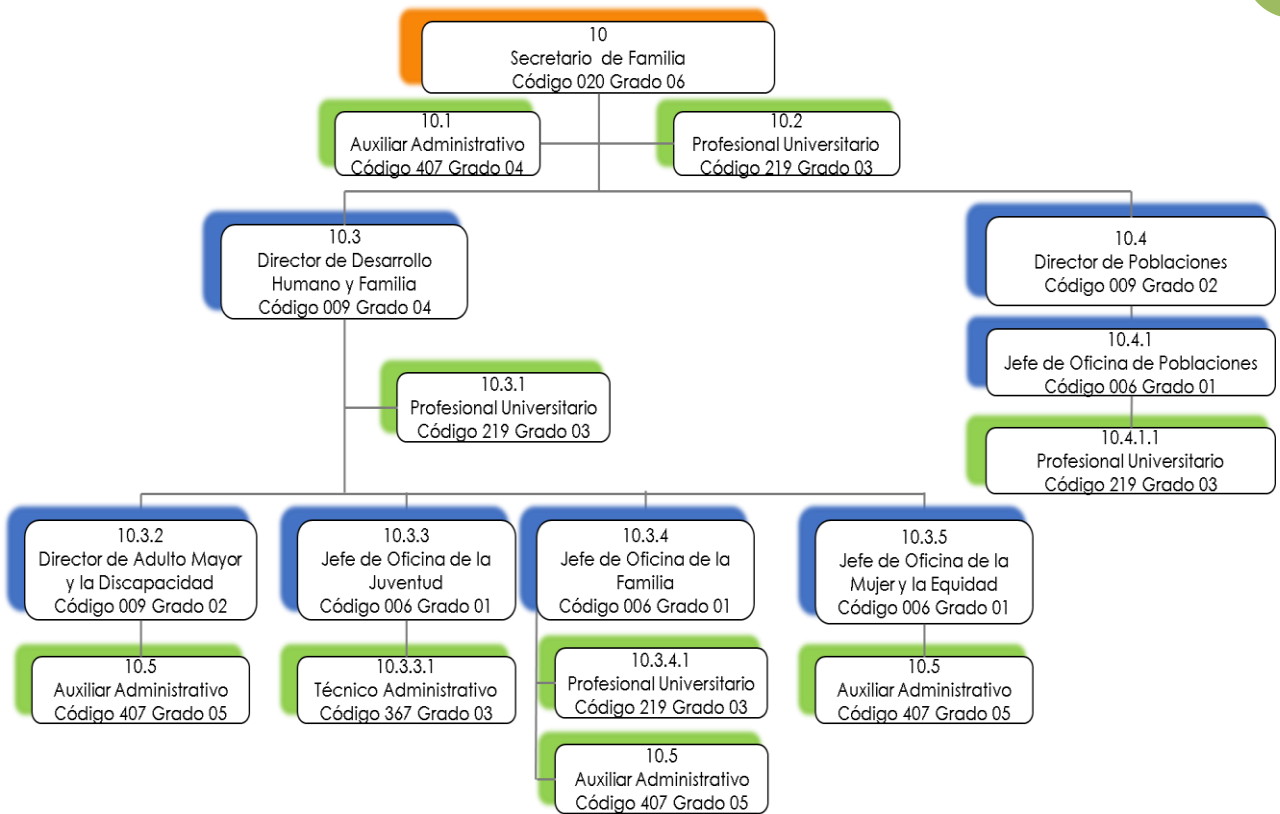 10
Secretario de Familia
Código 020 Grado 06
10.1
Auxiliar Administrativo
Código 407 Grado 04
10.2
Profesional Universitario
Código 219 Grado 03
10.3
Director de Desarrollo
Humano y Familia
Código 009 Grado 04
10.4
Director de Poblaciones
Código 009 Grado 02
10.4.1
Jefe de Oficina de Poblaciones
Código 006 Grado 01
10.3.1
Profesional Universitario
Código 219 Grado 03
10.4.1.1
Profesional Universitario
Código 219 Grado 03
10.3.2
Director de Adulto Mayor
y la Discapacidad
Código 009 Grado 02
10.3.3
Jefe de Oficina de la
Juventud
Código 006 Grado 01
10.3.4
Jefe de Oficina de la
Familia
Código 006 Grado 01
10.3.5
Jefe de Oficina de la
Mujer y la Equidad
Código 006 Grado 01
10.5
Auxiliar Administrativo
Código 407 Grado 05
10.3.3.1
Técnico Administrativo
Código 367 Grado 03
10.3.4.1
Profesional Universitario
Código 219 Grado 03
10.5
Auxiliar Administrativo
Código 407 Grado 05
10.5
Auxiliar Administrativo
Código 407 Grado 05